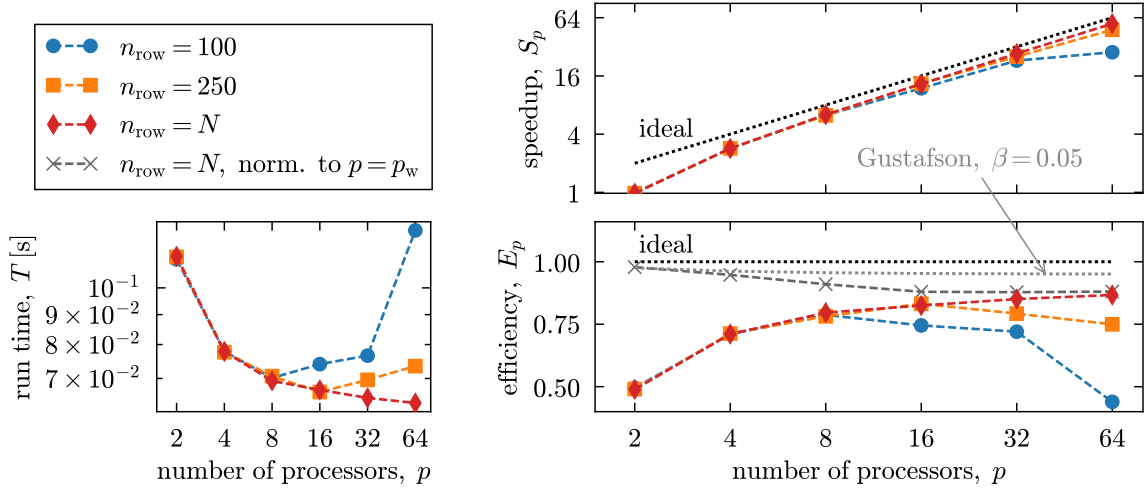 n_row = 100
n_row = 250
n_row = N
n_row = N, norm. to p = p_w
speedup, S_p
64
16
4
1
ideal
Gustafson, β = 0.05
run time, T [s]
10⁻¹
9 × 10⁻²
8 × 10⁻²
7 × 10⁻²
2 4 8 16 32 64
number of processors, p
efficiency, E_p
1.00
0.75
0.50
ideal
2 4 8 16 32 64
number of processors, p